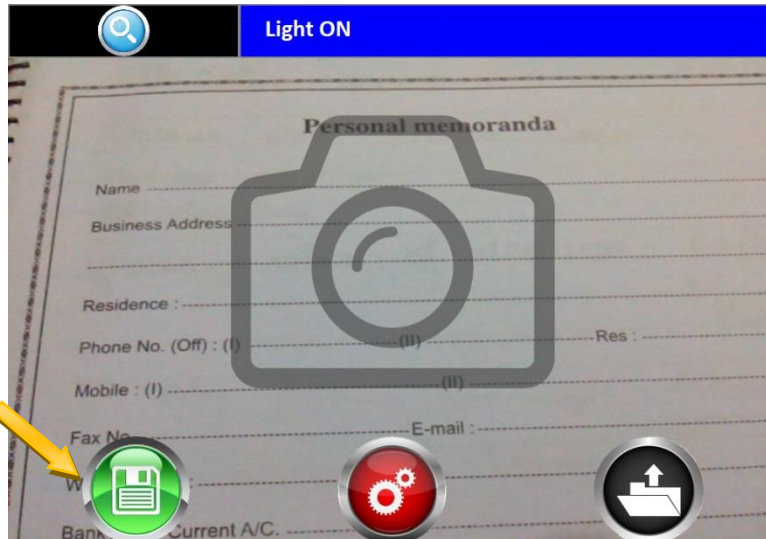 Light ON
Personal memoranda
Name
Business Address
Residence :
Phone No. (Off) : (I) (II) Res :
Mobile : (I) (II)
Fax No E-mail :
Bank Current A/C.